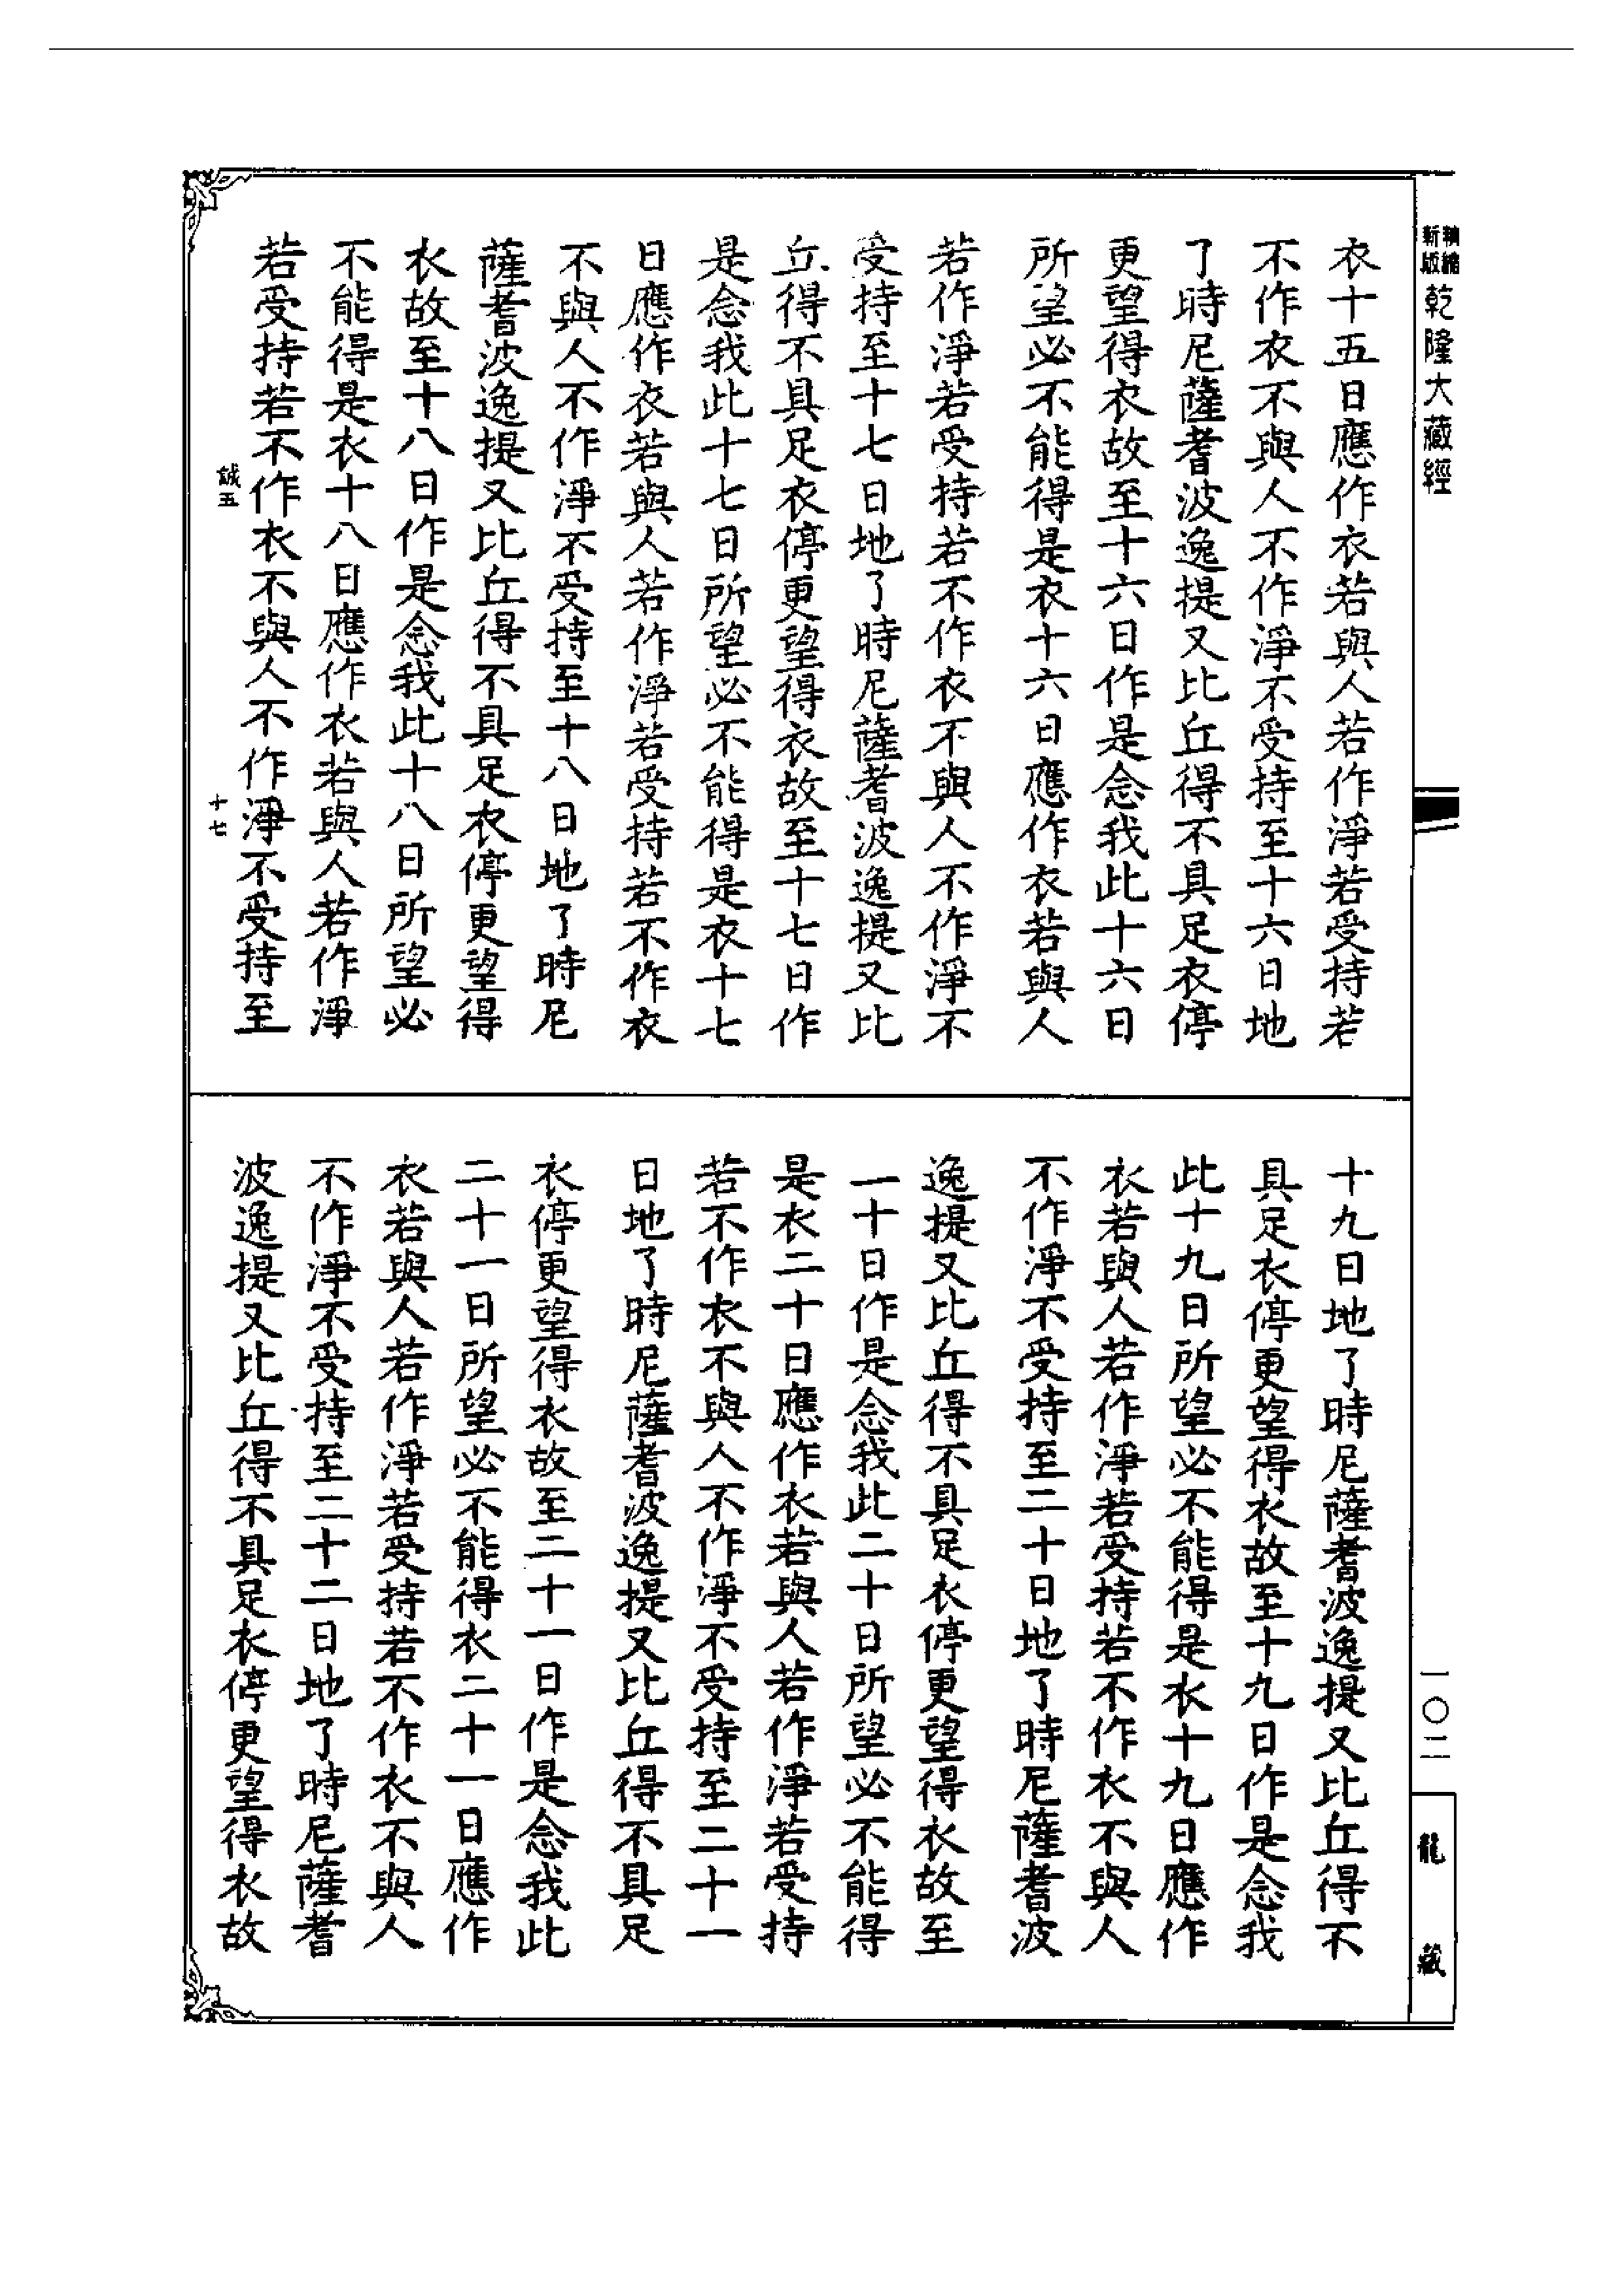 精縮新版乾隆大藏經
衣十五日應作衣若與人若作淨若受持若
不作衣不與人不作淨不受持至十六日地
了時尼薩耆波逸提又比丘得不具足衣停
更望得衣故至十六日作是念我此十六日
所望必不能得是衣十六日應作衣若與人
若作淨若受持若不作衣不與人不作淨不
受持至十七日地了時尼薩耆波逸提又比
丘得不具足衣停更望得衣故至十七日作
是念我此十七日所望必不能得是衣十七
日應作衣若與人若作淨若受持若不作衣
不與人不作淨不受持至十八日地了時尼
薩耆波逸提又比丘得不具足衣停更望得
衣故至十八日作是念我此十八日所望必
不能得是衣十八日應作衣若與人若作淨
若受持若不作衣不與人不作淨不受持至
誠五 十七
十九日地了時尼薩耆波逸提又比丘得不
具足衣停更望得衣故至十九日作是念我
此十九日所望必不能得是衣十九日應作
衣若與人若作淨若受持若不作衣不與人
不作淨不受持至二十日地了時尼薩耆波
逸提又比丘得不具足衣停更望得衣故至
一十日作是念我此二十日所望必不能得
是衣二十日應作衣若與人若作淨若受持
若不作衣不與人不作淨不受持至二十一
日地了時尼薩耆波逸提又比丘得不具足
衣停更望得衣故至二十一日作是念我此
二十一日所望必不能得衣二十一日應作
衣若與人若作淨若受持若不作衣不與人
不作淨不受持至二十二日地了時尼薩耆
波逸提又比丘得不具足衣停更望得衣故
一〇二
龍藏